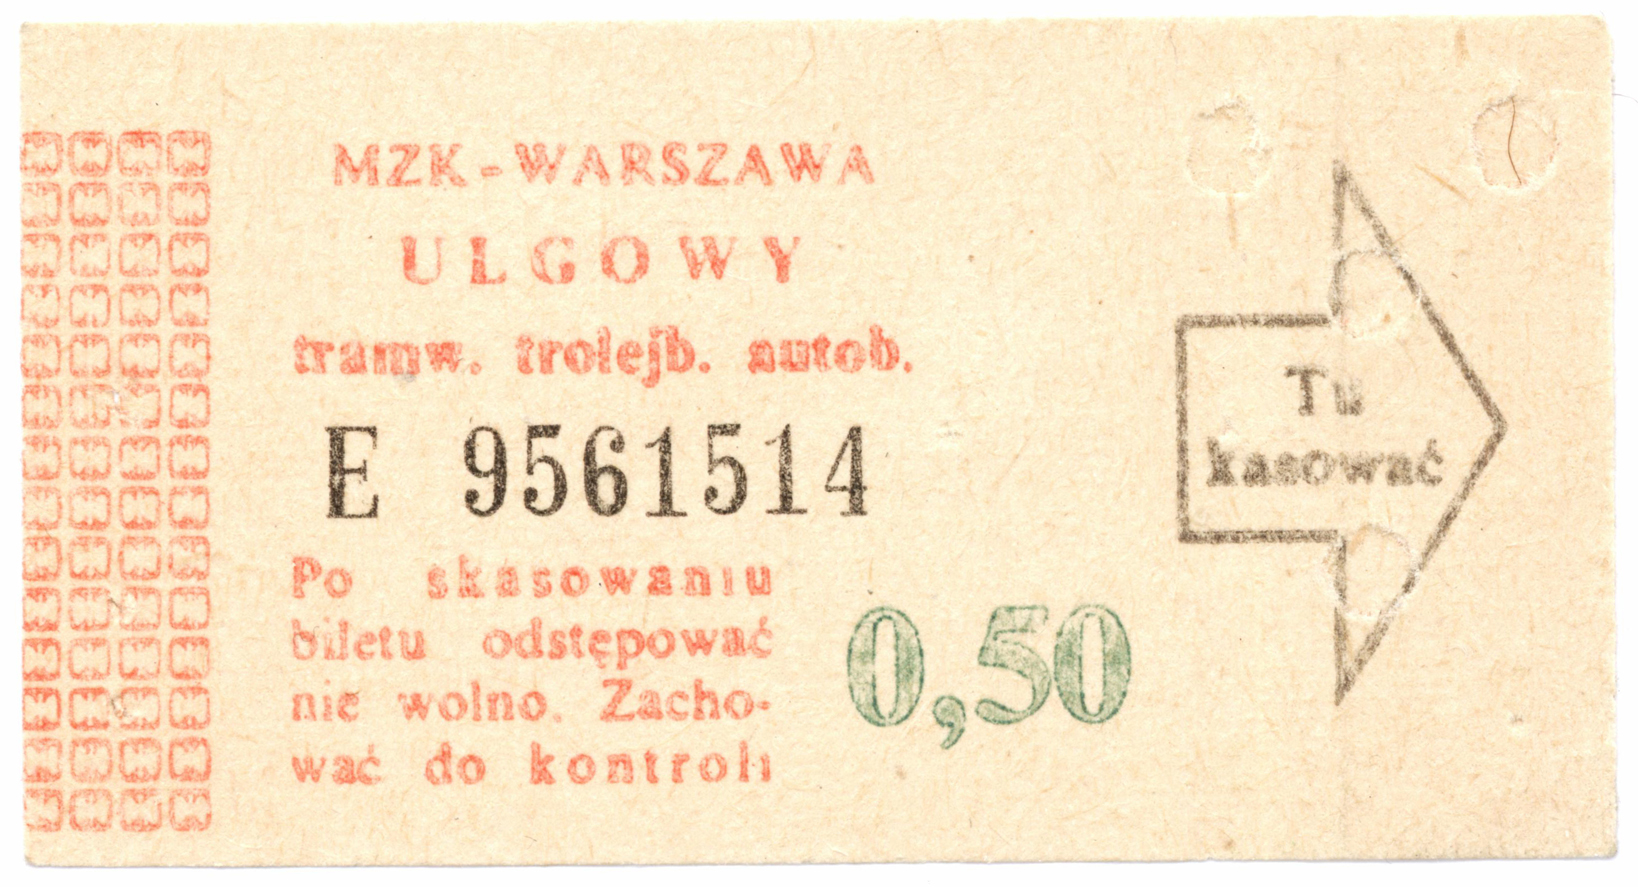 MZK-WARSZAWA
ULGOWY
tramw. trolejb. autob.
E 9561514
Po skasowaniu
biletu odstępować
nie wolno. Zacho-
wać do kontroli
0,50
Tu
kasować